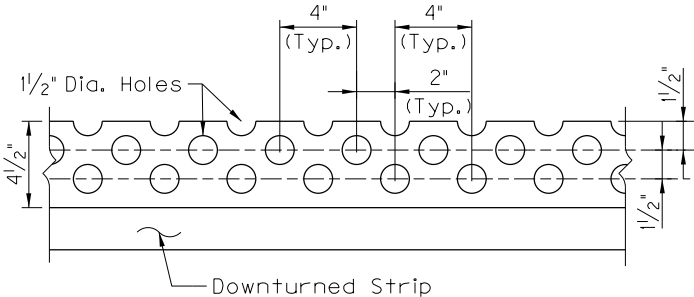 4" 4"
(Typ.) (Typ.)
1½" Dia. Holes
2"
(Typ.)
1½"
4½"
1½"
Downturned Strip